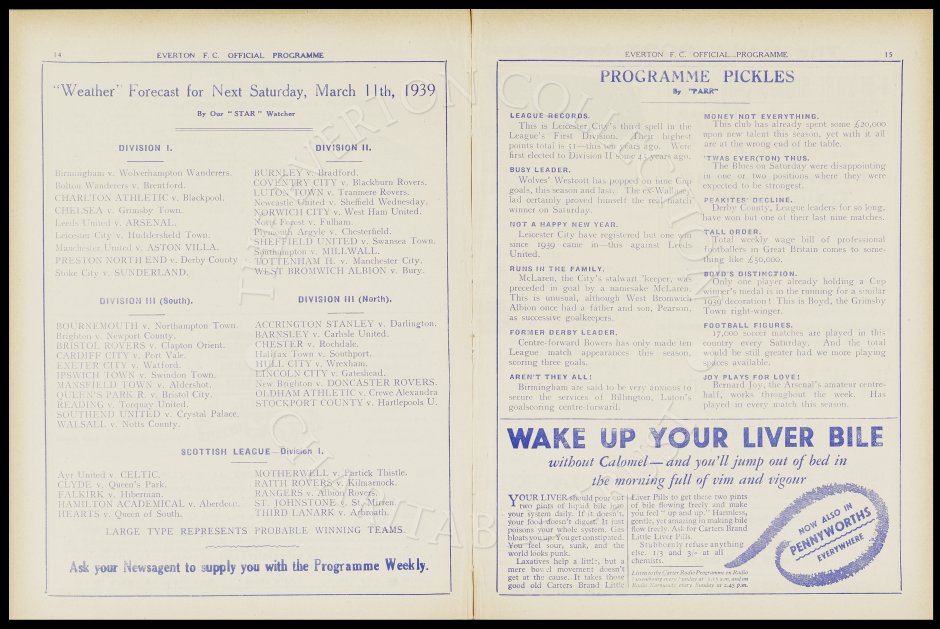 14
EVERTON F. C. OFFICIAL PROGRAMME
"Weather" Forecast for Next Saturday, March 11th, 1939
By Our "STAR" Watcher
DIVISION I.
Birmingham v. Wolverhampton Wanderers.
Bolton Wanderers v. Brentford.
CHARLTON ATHLETIC v. Blackpool.
CHELSEA v. Grimsby Town.
Leeds United v. ARSENAL.
Leicester City v. Huddersfield Town.
Manchester United v. ASTON VILLA.
PRESTON NORTH END v. Derby County
Stoke City v. SUNDERLAND.
DIVISION II.
BURNLEY v. Bradford.
COVENTRY CITY v. Blackburn Rovers.
LUTON TOWN v. Tranmere Rovers.
Newcastle United v. Sheffield Wednesday.
NORWICH CITY v. West Ham United.
Notts Forest v. Fulham.
Plymouth Argyle v. Chesterfield.
SHEFFIELD UNITED v. Swansea Town.
Southampton v. MILLWALL.
TOTTENHAM H. v. Manchester City.
WEST BROMWICH ALBION v. Bury.
DIVISION III (South).
BOURNEMOUTH v. Northampton Town.
Brighton v. Newport County.
BRISTOL ROVERS v. Clapton Orient.
CARDIFF CITY v. Port Vale.
EXETER CITY v. Watford.
IPSWICH TOWN v. Swindon Town.
MANSFIELD TOWN v. Aldershot.
QUEEN'S PARK R. v. Bristol City.
READING v. Torquay United.
SOUTHEND UNITED v. Crystal Palace.
WALSALL v. Notts County.
DIVISION III (North).
ACCRINGTON STANLEY v. Darlington.
BARNSLEY v. Carlisle United.
CHESTER v. Rochdale.
Halifax Town v. Southport.
HULL CITY v. Wrexham.
LINCOLN CITY v. Gateshead.
New Brighton v. DONCASTER ROVERS.
OLDHAM ATHLETIC v. Crewe Alexandra
STOCKPORT COUNTY v. Hartlepools U.
SCOTTISH LEAGUE—Division I.
Ayr United v. CELTIC.
CLYDE v. Queen's Park.
FALKIRK v. Hibernian.
HAMILTON ACADEMICAL v. Aberdeen.
HEARTS v. Queen of South.
MOTHERWELL v. Partick Thistle.
RAITH ROVERS v. Kilmarnock.
RANGERS v. Albion Rovers.
ST. JOHNSTONE v. St. Mirren.
THIRD LANARK v. Arbroath.
LARGE TYPE REPRESENTS PROBABLE WINNING TEAMS.
Ask your Newsagent to supply you with the Programme Weekly.
EVERTON F. C. OFFICIAL PROGRAMME
15
PROGRAMME PICKLES
By "PARR"
LEAGUE RECORDS.
This is Leicester City's third spell in the
League's First Division. Their highest
points total is 51—this ten years ago. Were
first elected to Division II some 45 years ago.
BUSY LEADER.
Wolves' Westcott has popped on nine Cup
goals, this season and last. The ex-Wallasey
lad certainly proved himself the real match
winner on Saturday.
NOT A HAPPY NEW YEAR.
Leicester City have registered but one win
since 1939 came in—this against Leeds
United.
RUNS IN THE FAMILY.
McLaren, the City's stalwart 'keeper, was
preceded in goal by a namesake McLaren.
This is unusual, although West Bromwich
Albion once had a father and son, Pearson,
as successive goalkeepers.
FORMER DERBY LEADER.
Centre-forward Bowers has only made ten
League match appearances this season,
scoring three goals.
AREN'T THEY ALL!
Birmingham are said to be very anxious to
secure the services of Billington, Luton's
goalscoring centre-forward.
MONEY NOT EVERYTHING.
This club has already spent some £20,000
upon new talent this season, yet with it all
are at the wrong end of the table.
'TWAS EVER(TON) THUS.
The Blues on Saturday were disappointing
in one or two positions where they were
expected to be strongest.
PEAKITES' DECLINE.
Derby County, League leaders for so long,
have won but one of their last nine matches.
TALL ORDER.
Total weekly wage bill of professional
footballers in Great Britain comes to some-
thing like £50,000.
BOYD'S DISTINCTION.
Only one player already holding a Cup
winner's medal is in the running for a similar
1939 decoration! This is Boyd, the Grimsby
Town right-winger.
FOOTBALL FIGURES.
17,000 soccer matches are played in this
country every Saturday. And the total
would be still greater had we more playing
spaces available.
JOY PLAYS FOR LOVE!
Bernard Joy, the Arsenal's amateur centre-
half, works throughout the week. Has
played in every match this season.
WAKE UP YOUR LIVER BILE
without Calomel—and you'll jump out of bed in
the morning full of vim and vigour
YOUR LIVER should pour out
two pints of liquid bile into
your system daily. If it doesn't,
your food doesn't digest. It just
poisons your whole system. Gas
bloats you up. You get constipated.
You feel sour, sunk, and the
world looks punk.
Laxatives help a little, but a
mere bowel movement doesn't
get at the cause. It takes those
good old Carters Brand Little
Liver Pills to get these two pints
of bile flowing freely and make
you feel "up and up." Harmless,
gentle, yet amazing in making bile
flow freely. Ask for Carters Brand
Little Liver Pills.
Stubbornly refuse anything
else. 1/3 and 3/- at all
chemists.
Listen to the Carter Radio Programme on Radio
Luxembourg every Sunday at 11.15 a.m. and on
Radio Normandy every Sunday at 2.45 p.m.
NOW ALSO IN
PENNYWORTHS
EVERYWHERE